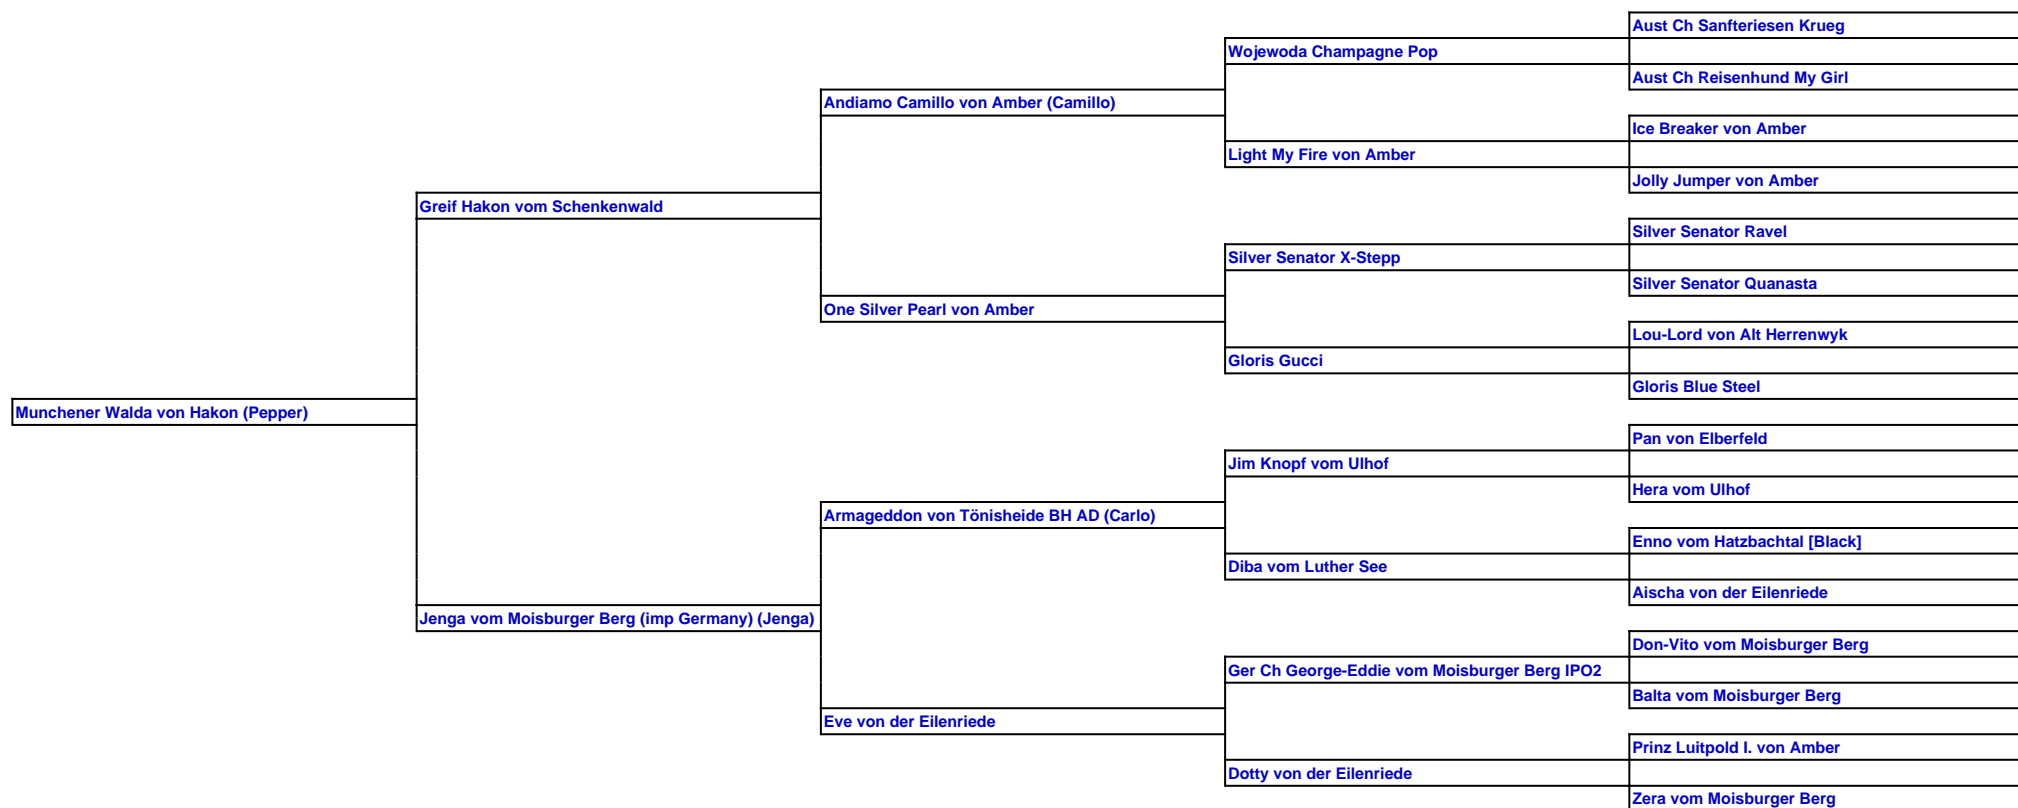 Aust Ch Sanfteriesen Krueg
Wojewoda Champagne Pop
Aust Ch Reisenhund My Girl
Andiamo Camillo von Amber (Camillo)
Ice Breaker von Amber
Light My Fire von Amber
Jolly Jumper von Amber
Greif Hakon vom Schenkenwald
Silver Senator Ravel
Silver Senator X-Stepp
Silver Senator Quanasta
One Silver Pearl von Amber
Lou-Lord von Alt Herrenwyk
Gloris Gucci
Gloris Blue Steel
Munchener Walda von Hakon (Pepper)
Pan von Elberfeld
Jim Knopf vom Ulhof
Hera vom Ulhof
Armageddon von Tönisheide BH AD (Carlo)
Enno vom Hatzbachtal [Black]
Diba vom Luther See
Aischa von der Eilenriede
Jenga vom Moisburger Berg (imp Germany) (Jenga)
Don-Vito vom Moisburger Berg
Ger Ch George-Eddie vom Moisburger Berg IPO2
Balta vom Moisburger Berg
Eve von der Eilenriede
Prinz Luitpold I. von Amber
Dotty von der Eilenriede
Zera vom Moisburger Berg